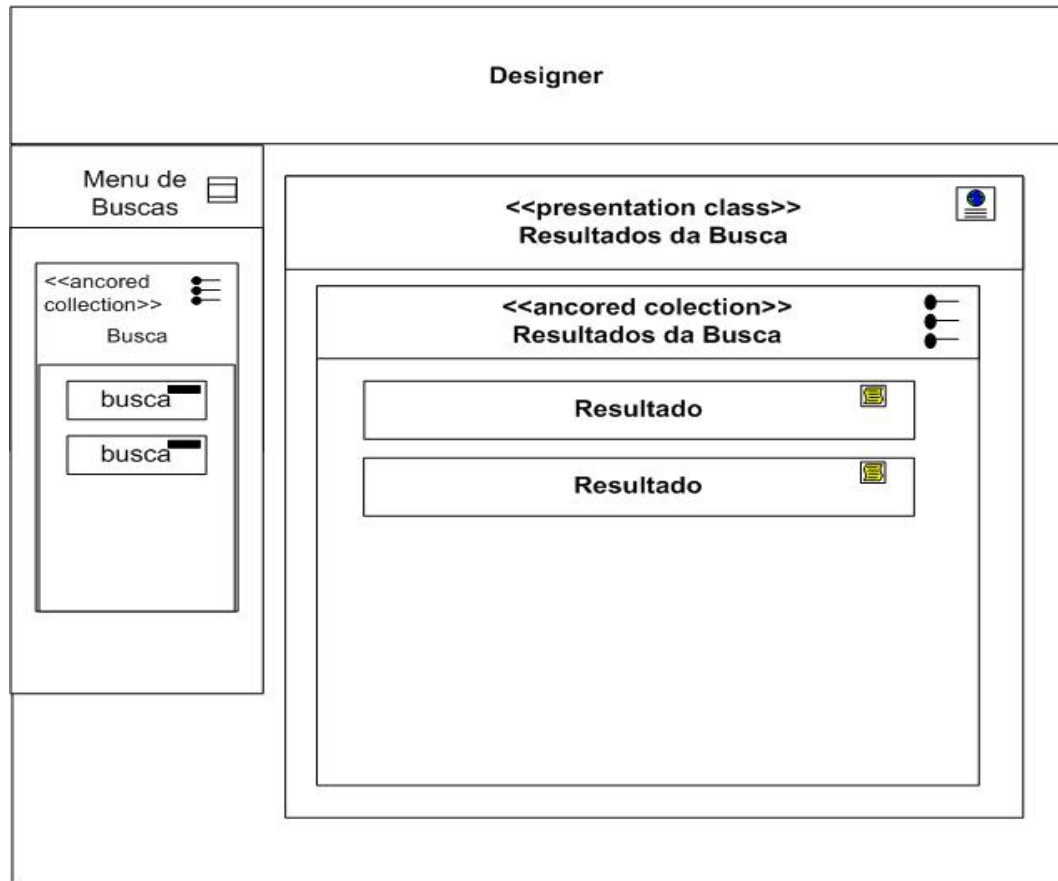 Designer
Menu de
Buscas
<<ancored
collection>>
Busca
busca
busca
<<presentation class>>
Resultados da Busca
<<ancored colection>>
Resultados da Busca
Resultado
Resultado